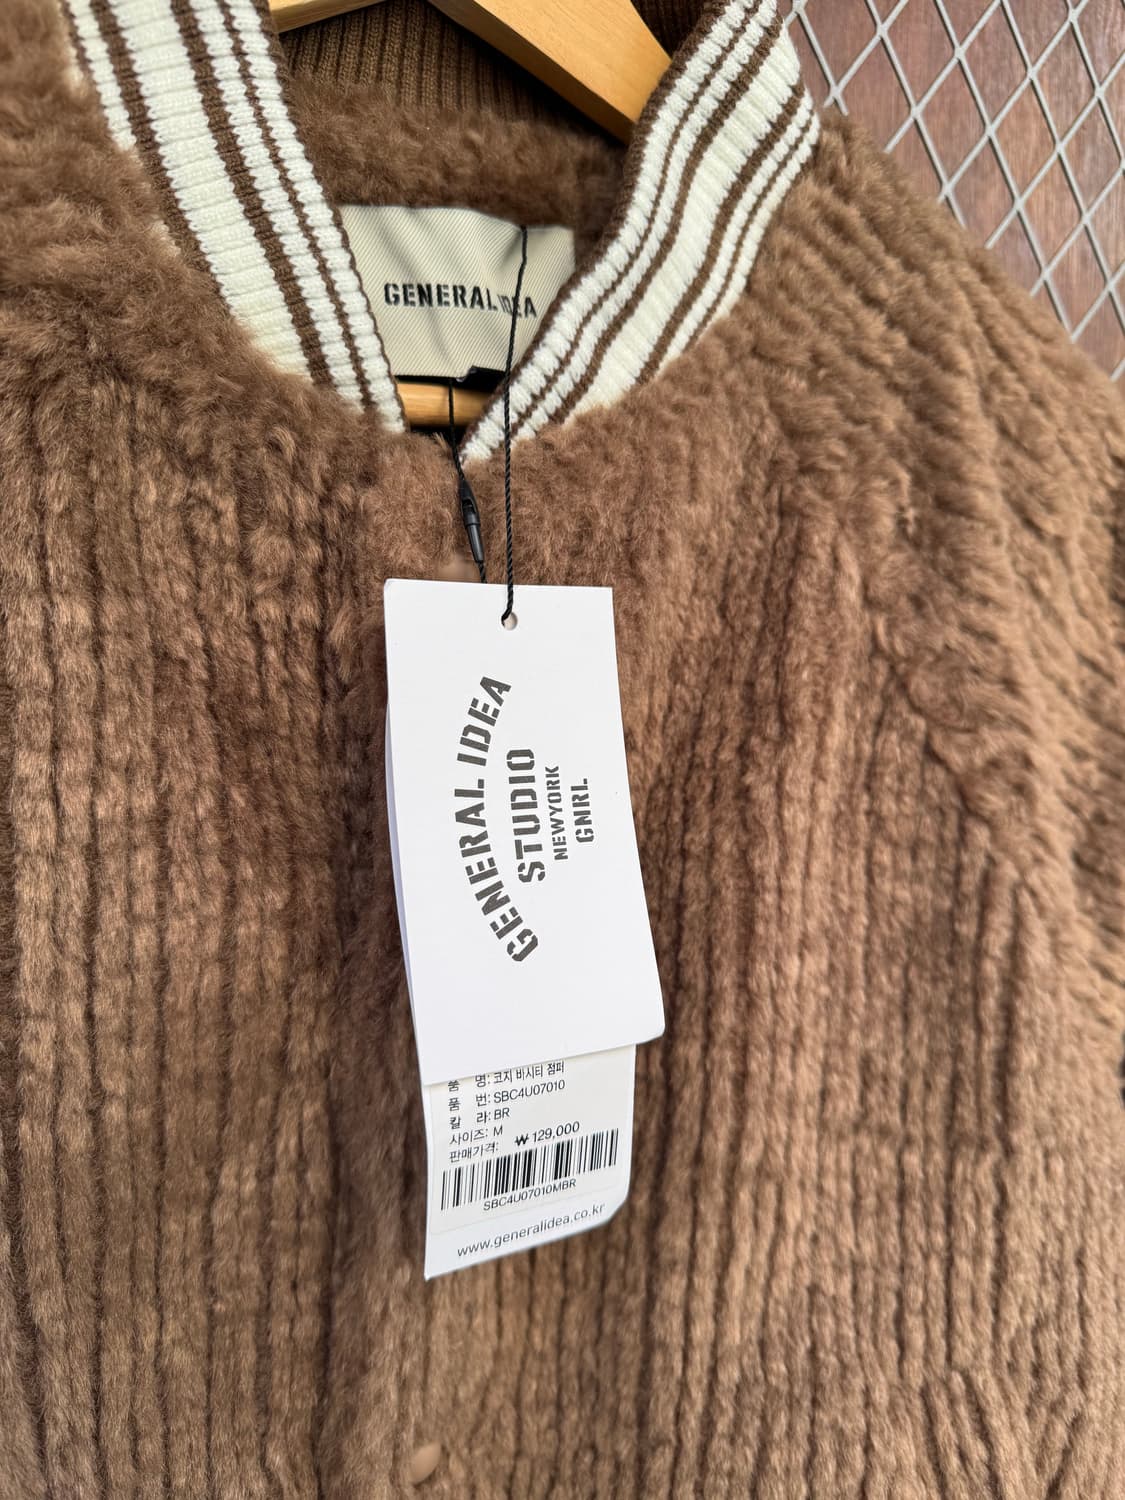 GENERAL IDEA
GENERAL IDEA
STUDIO
NEWYORK
GNRL
품 명: 코지 바시티 점퍼
품 번: SBC4U07010
칼 라: BR
사이즈: M
판매가격: ₩129,000
SBC4U07010MBR
www.generalidea.co.kr